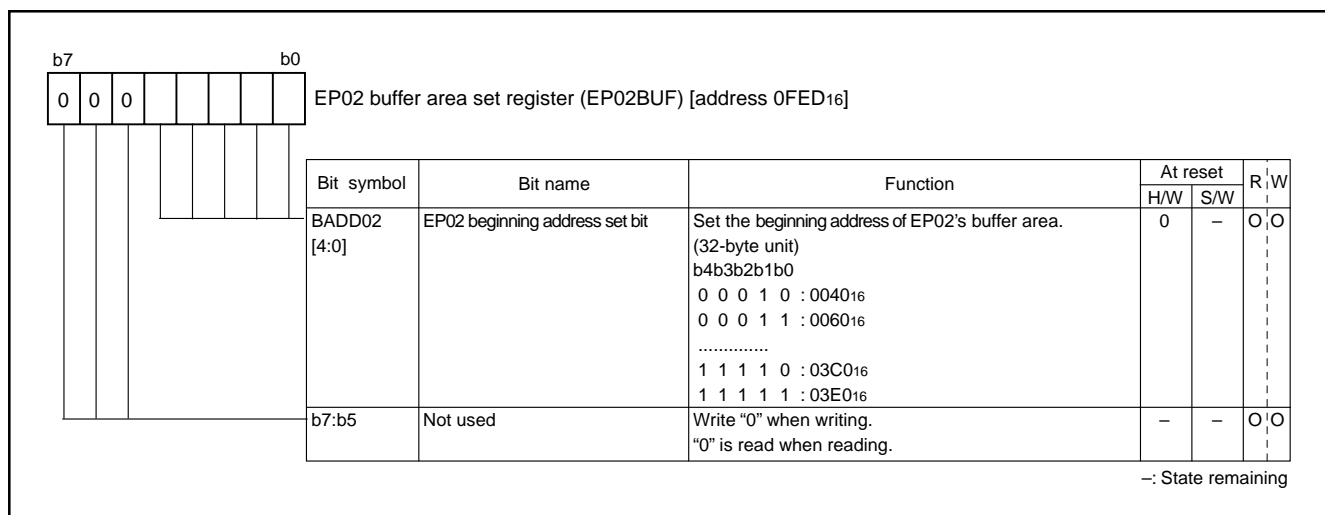 b7 b0
0 0 0 EP02 buffer area set register (EP02BUF) [address 0FED16]
Bit symbol Bit name Function At reset R W
H/W S/W
BADD02 EP02 beginning address set bit Set the beginning address of EP02's buffer area. 0 – O O
[4:0] (32-byte unit)
b4b3b2b1b0
0 0 0 1 0 : 004016
0 0 0 1 1 : 006016
..............
1 1 1 1 0 : 03C016
1 1 1 1 1 : 03E016
b7:b5 Not used Write “0” when writing. – – O O
“0” is read when reading.
–: State remaining